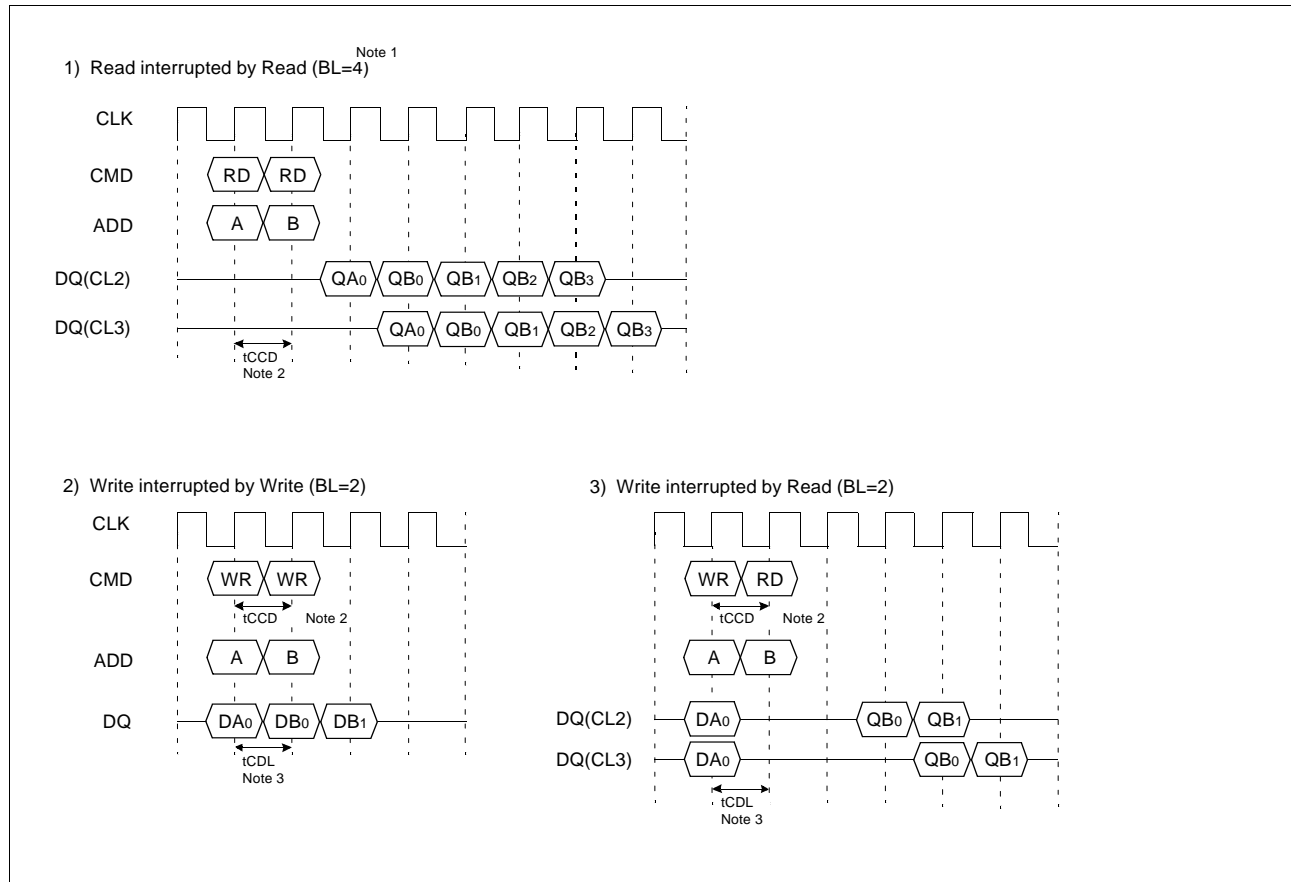 1) Read interrupted by Read (BL=4) Note 1
CLK
CMD RD RD
ADD A B
DQ(CL2) QA0 QB0 QB1 QB2 QB3
DQ(CL3) QA0 QB0 QB1 QB2 QB3
tCCD
Note 2
2) Write interrupted by Write (BL=2)
CLK
CMD WR WR
tCCD Note 2
ADD A B
DQ DA0 DB0 DB1
tCDL
Note 3
3) Write interrupted by Read (BL=2)
WR RD
tCCD Note 2
A B
DQ(CL2) DA0 QB0 QB1
DQ(CL3) DA0 QB0 QB1
tCDL
Note 3